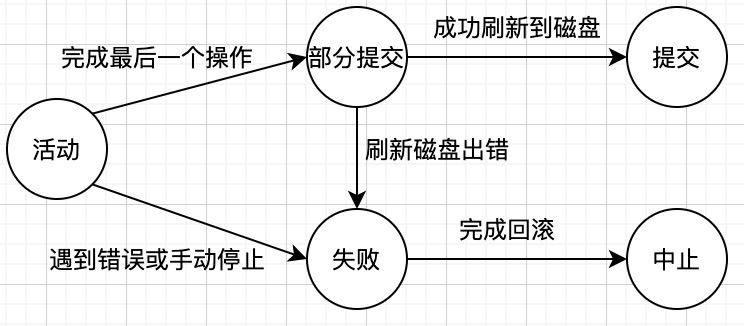 成功刷新到磁盘
完成最后一个操作
部分提交
提交
活动
刷新磁盘出错
完成回滚
遇到错误或手动停止
失败
中止